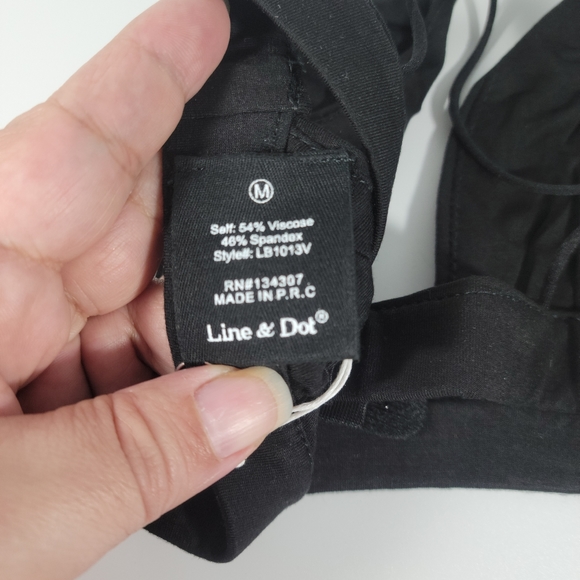 M
Self: 54% Viscose
46% Spandex
Style#: LB1013V
RN#134307
MADE IN P.R.C
Line & Dot®